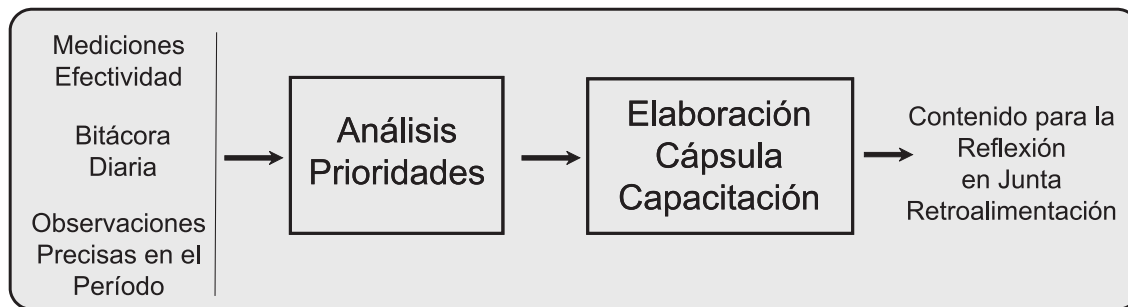 Mediciones
Efectividad
Bitácora
Diaria
Observaciones
Precisas en el
Período
Análisis
Prioridades
Elaboración
Cápsula
Capacitación
Contenido para la
Reflexión
en Junta
Retroalimentación